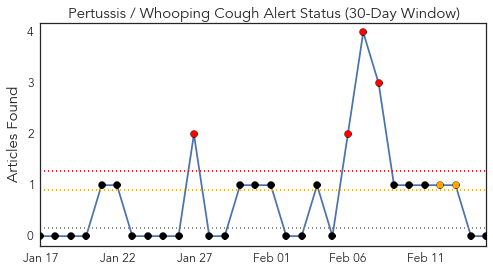 Pertussis / Whooping Cough Alert Status (30-Day Window)
Articles Found
4
3
2
1
0
Jan 17 Jan 22 Jan 27 Feb 01 Feb 06 Feb 11